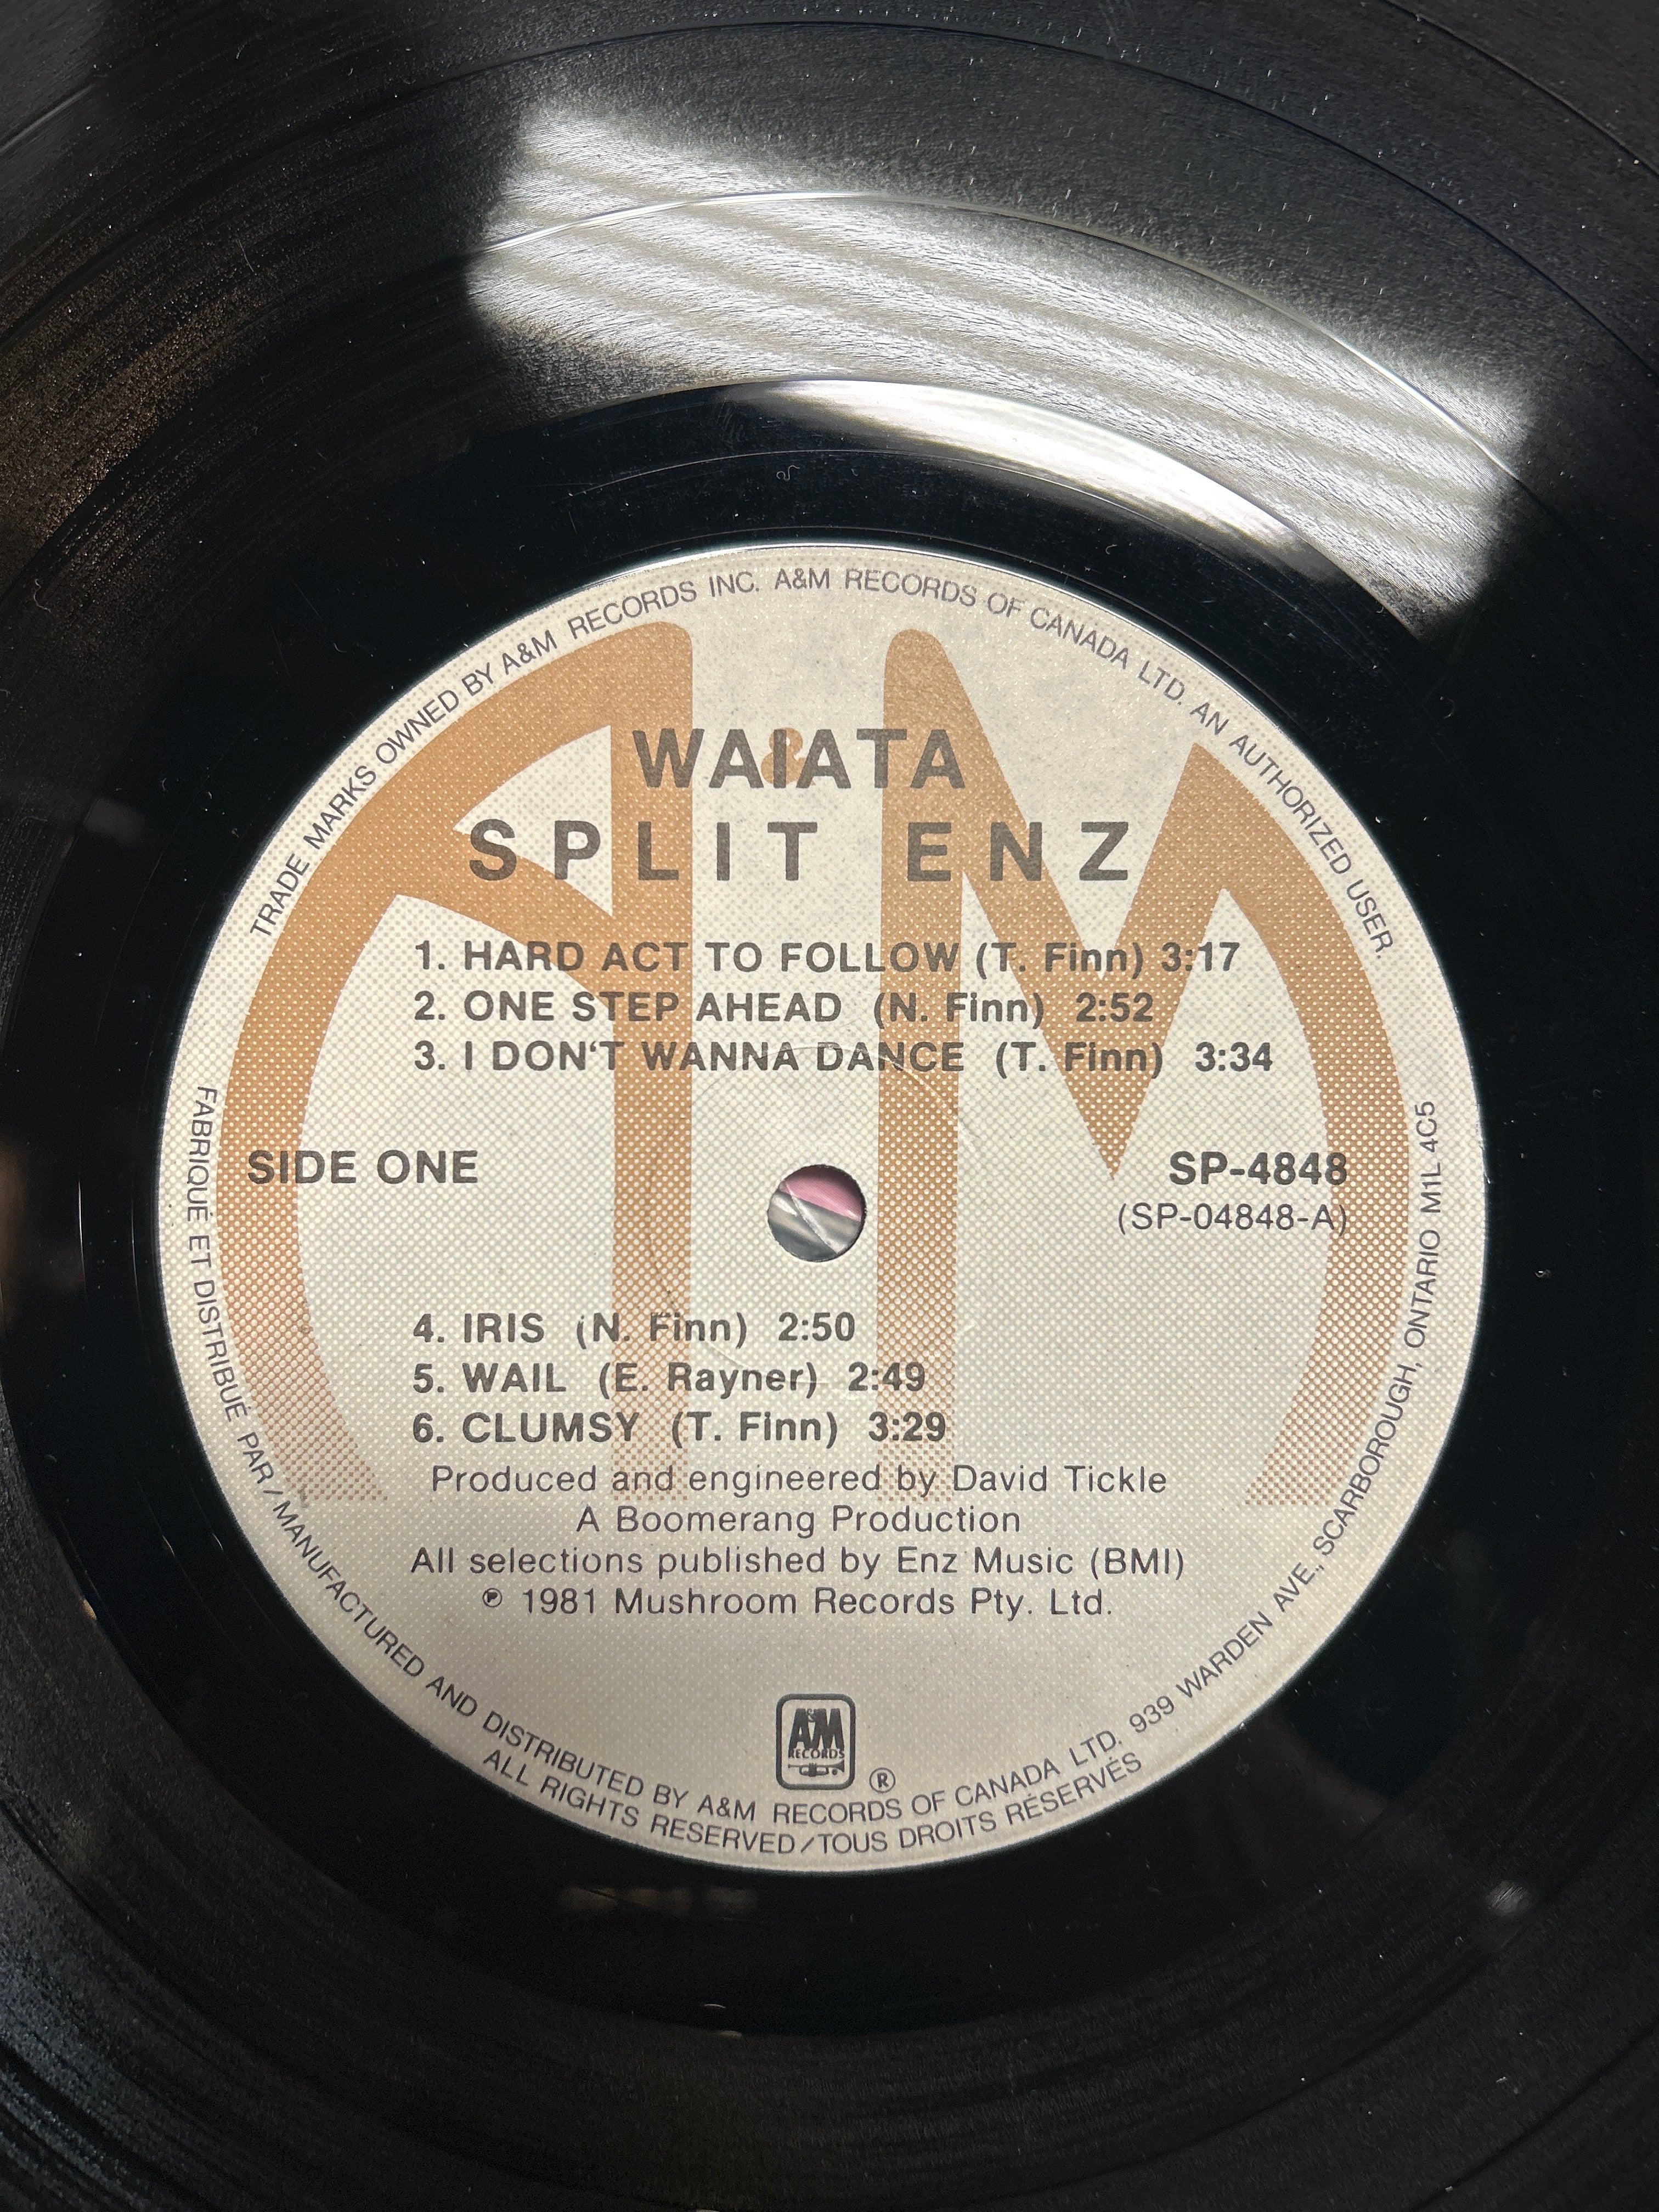 TRADE MARKS OWNED BY A&M RECORDS INC. A&M RECORDS OF CANADA LTD. AN AUTHORIZED USER.
&
WAIATA
SPLIT ENZ
1. HARD ACT TO FOLLOW (T. Finn) 3:17
2. ONE STEP AHEAD (N. Finn) 2:52
3. I DON'T WANNA DANCE (T. Finn) 3:34
SIDE ONE
SP-4848
(SP-04848-A)
4. IRIS (N. Finn) 2:50
5. WAIL (E. Rayner) 2:49
6. CLUMSY (T. Finn) 3:29
Produced and engineered by David Tickle
A Boomerang Production
All selections published by Enz Music (BMI)
℗ 1981 Mushroom Records Pty. Ltd.
A&M
RECORDS
®
FABRIQUÉ ET DISTRIBUÉ PAR / MANUFACTURED AND DISTRIBUTED BY A&M RECORDS OF CANADA LTD. 939 WARDEN AVE., SCARBOROUGH, ONTARIO M1L 4C5
ALL RIGHTS RESERVED/TOUS DROITS RÉSERVÉS